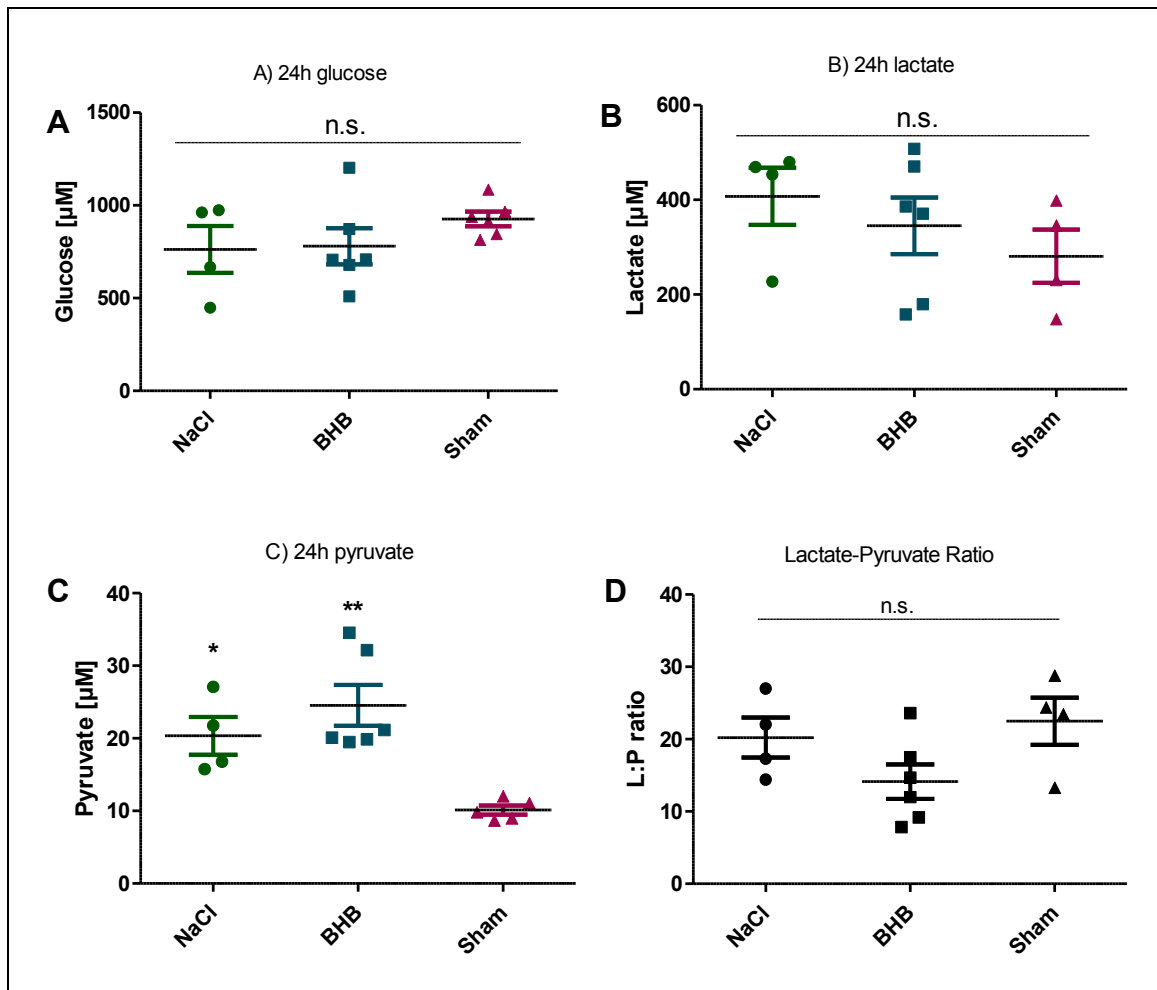 A) 24h glucose
A
n.s.
1500
1000
500
0
Glucose [µM]
NaCl
BHB
Sham
B) 24h lactate
B
n.s.
600
400
200
0
Lactate [µM]
NaCl
BHB
Sham
C) 24h pyruvate
C
*
**
40
30
20
10
0
Pyruvate [µM]
NaCl
BHB
Sham
Lactate-Pyruvate Ratio
D
n.s.
40
30
20
10
0
L:P ratio
NaCl
BHB
Sham